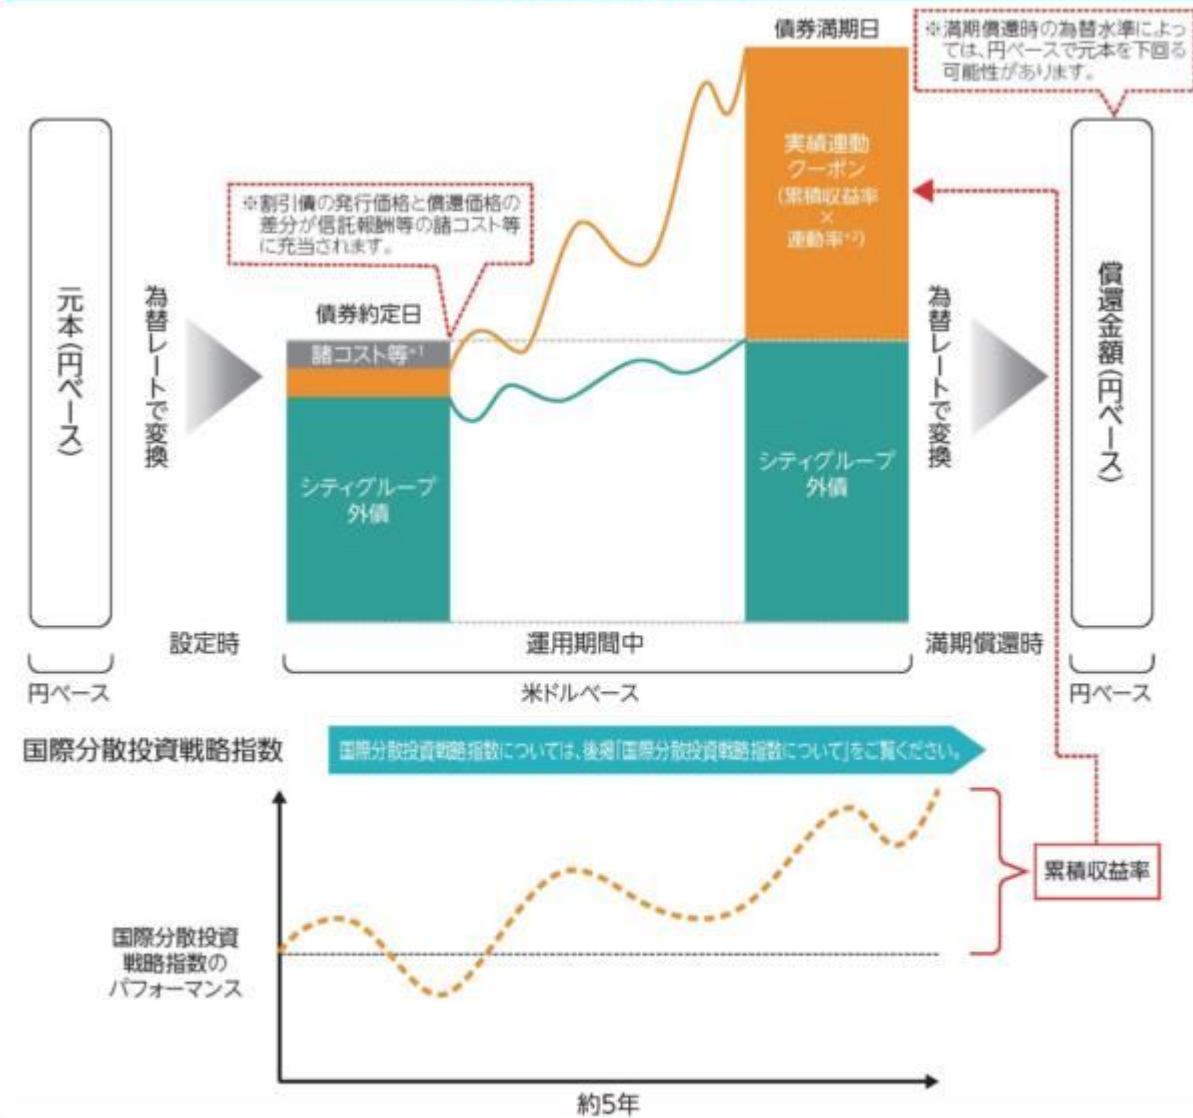 債券満期日
※満期償還時の為替水準によっ
ては、円ベースで元本を下回る
可能性があります。
※割引債の発行価格と償還価格の
差分が信託報酬等の諸コスト等
に充当されます。
実績連動
クーポン
(累積収益率
×
連動率*2)
元本(円ベース)
為替レートで変換
債券約定日
諸コスト等*1
シティグループ
外債
シティグループ
外債
為替レートで変換
償還金額(円ベース)
設定時
運用期間中
満期償還時
円ベース
米ドルベース
円ベース
国際分散投資戦略指数
国際分散投資戦略指数については、後掲「国際分散投資戦略指数について」をご覧ください。
累積収益率
国際分散投資
戦略指数の
パフォーマンス
約5年